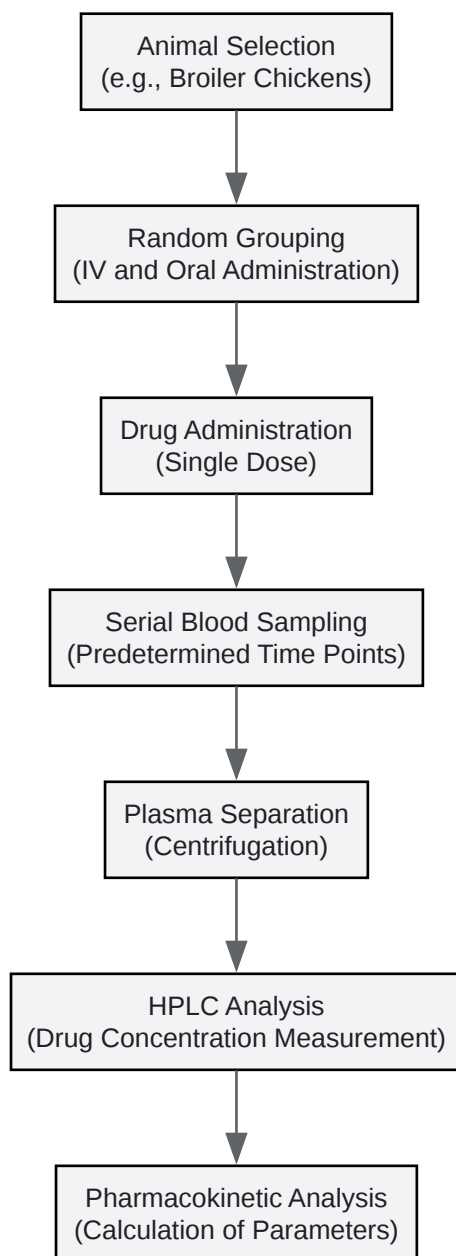 Animal Selection
(e.g., Broiler Chickens)
Random Grouping
(IV and Oral Administration)
Drug Administration
(Single Dose)
Serial Blood Sampling
(Predetermined Time Points)
Plasma Separation
(Centrifugation)
HPLC Analysis
(Drug Concentration Measurement)
Pharmacokinetic Analysis
(Calculation of Parameters)